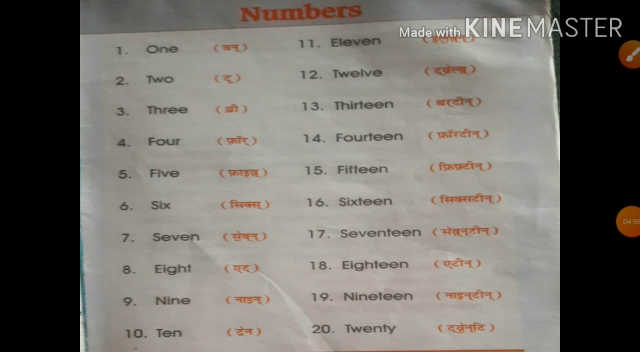 Numbers
Made with KINEMASTER
1. One (वन्)
2. Two (टू)
3. Three (थ्री)
4. Four (फ़ॉर्)
5. Five (फ़ाइव़्)
6. Six (सिक्स्)
7. Seven (सेव़न्)
8. Eight (एट्)
9. Nine (नाइन्)
10. Ten (टेन)
11. Eleven
12. Twelve (ट्वेल्व़)
13. Thirteen (थर्टीन्)
14. Fourteen (फ़ॉरटीन्)
15. Fifteen (फ़िफ़्टीन्)
16. Sixteen (सिक्सटीन्)
17. Seventeen (सेव़न्टीन्)
18. Eighteen (एटीन्)
19. Nineteen (नाइन्टीन्)
20. Twenty (ट्वेन्टि)